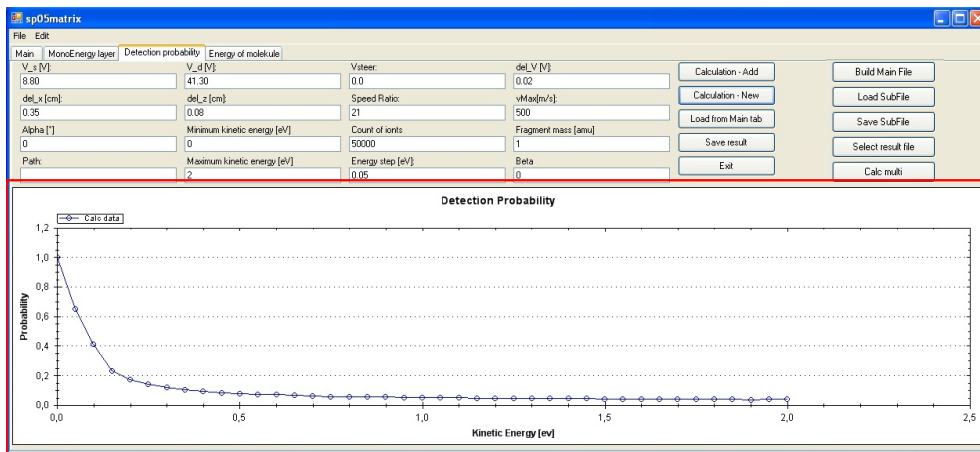 sp05matrix
File Edit
Main MonoEnergy layer Detection probability Energy of molekule
V_s [V]: V_d [V]: Vsteer: del_V [V]:
8.80 41.30 0.0 0.02
Calculation - Add Build Main File
del_x [cm]: del_z [cm]: Speed Ratio: vMax[m/s]:
0.35 0.08 21 500
Calculation - New Load SubFile
Alpha [°] Minimum kinetic energy [eV] Count of ionts Fragment mass [amu]
0 0 50000 1
Load from Main tab Save SubFile
Save result Select result file
Path: Maximum kinetic energy [eV] Energy step [eV]: Beta
2 0.05 0
Exit Calc multi
Detection Probability
Calc data
1,2
1,0
0,8
0,6
0,4
0,2
0,0
Probability
0,0 0,5 1,0 1,5 2,0 2,5
Kinetic Energy [ev]